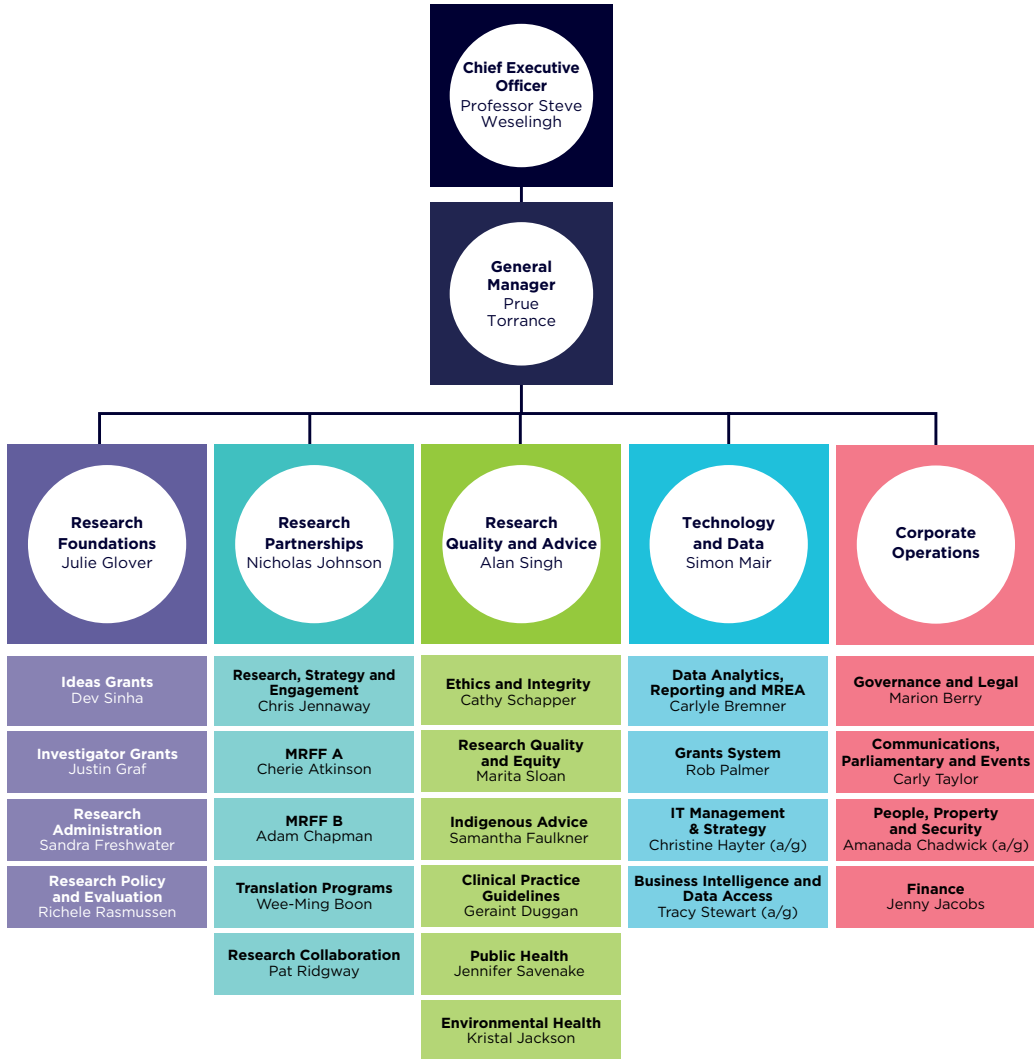 Chief Executive
Officer
Professor Steve
Weselingh
General
Manager
Prue
Torrance
Research
Foundations
Julie Glover
Research
Partnerships
Nicholas Johnson
Research
Quality and Advice
Alan Singh
Technology
and Data
Simon Mair
Corporate
Operations
Ideas Grants
Dev Sinha
Investigator Grants
Justin Graf
Research
Administration
Sandra Freshwater
Research Policy
and Evaluation
Richele Rasmussen
Research, Strategy and
Engagement
Chris Jennaway
MRFF A
Cherie Atkinson
MRFF B
Adam Chapman
Translation Programs
Wee-Ming Boon
Research Collaboration
Pat Ridgway
Ethics and Integrity
Cathy Schapper
Research Quality
and Equity
Marita Sloan
Indigenous Advice
Samantha Faulkner
Clinical Practice
Guidelines
Geraint Duggan
Public Health
Jennifer Savenake
Environmental Health
Kristal Jackson
Data Analytics,
Reporting and MREA
Carlyle Bremner
Grants System
Rob Palmer
IT Management
& Strategy
Christine Hayter (a/g)
Business Intelligence and
Data Access
Tracy Stewart (a/g)
Governance and Legal
Marion Berry
Communications,
Parliamentary and Events
Carly Taylor
People, Property
and Security
Amanada Chadwick (a/g)
Finance
Jenny Jacobs